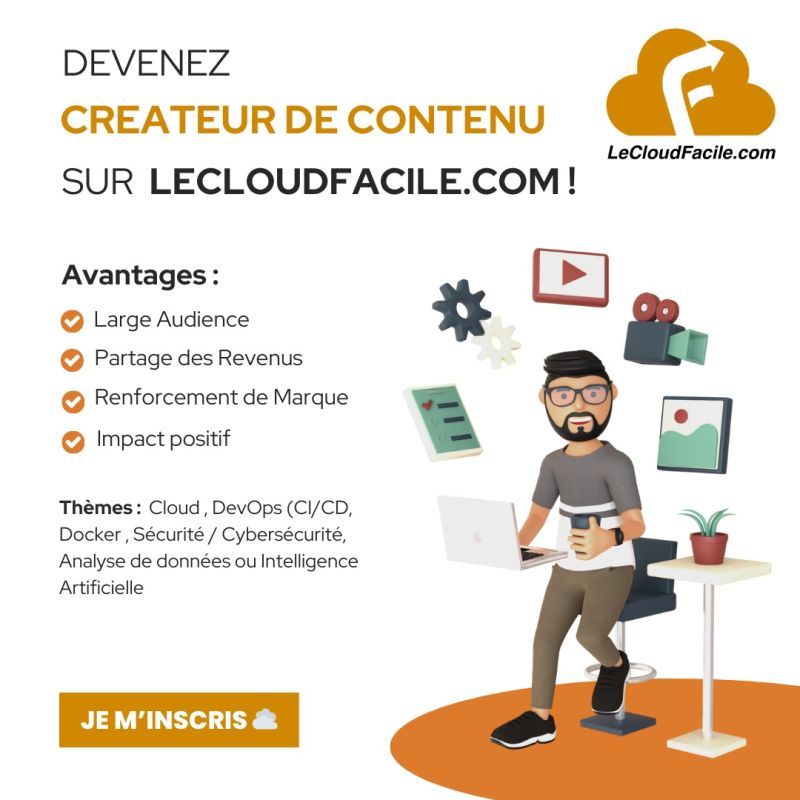 DEVENEZ
CREATEUR DE CONTENU
SUR LECLOUDFACILE.COM !
LeCloudFacile.com
Avantages :
Large Audience
Partage des Revenus
Renforcement de Marque
Impact positif
Thèmes : Cloud , DevOps (CI/CD,
Docker , Sécurité / Cybersécurité,
Analyse de données ou Intelligence
Artificielle
JE M'INSCRIS